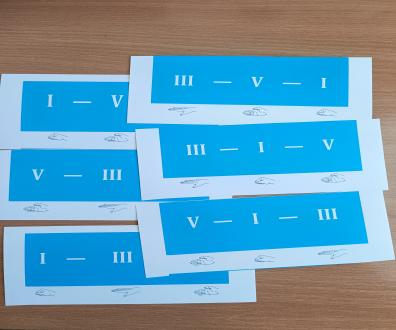 III — V — I
I — V
III — I — V
V — III
V — I — III
I — III